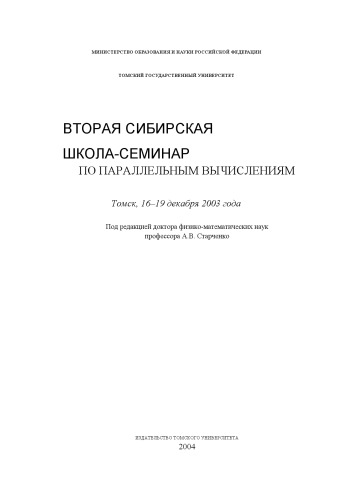 МИНИСТЕРСТВО ОБРАЗОВАНИЯ И НАУКИ РОССИЙСКОЙ ФЕДЕРАЦИИ
ТОМСКИЙ ГОСУДАРСТВЕННЫЙ УНИВЕРСИТЕТ
ВТОРАЯ СИБИРСКАЯ
ШКОЛА-СЕМИНАР
ПО ПАРАЛЛЕЛЬНЫМ ВЫЧИСЛЕНИЯМ
Томск, 16–19 декабря 2003 года
Под редакцией доктора физико-математических наук
профессора А.В. Старченко
ИЗДАТЕЛЬСТВО ТОМСКОГО УНИВЕРСИТЕТА
2004